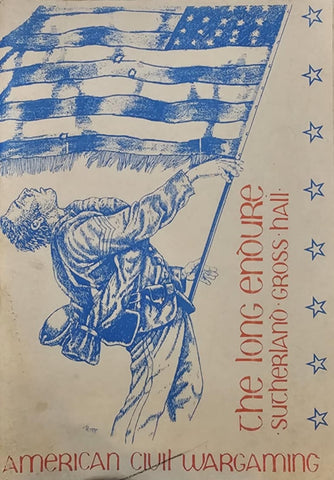 The Long Endure
·Sutherland·Gross·Hall·
American Civil Wargaming